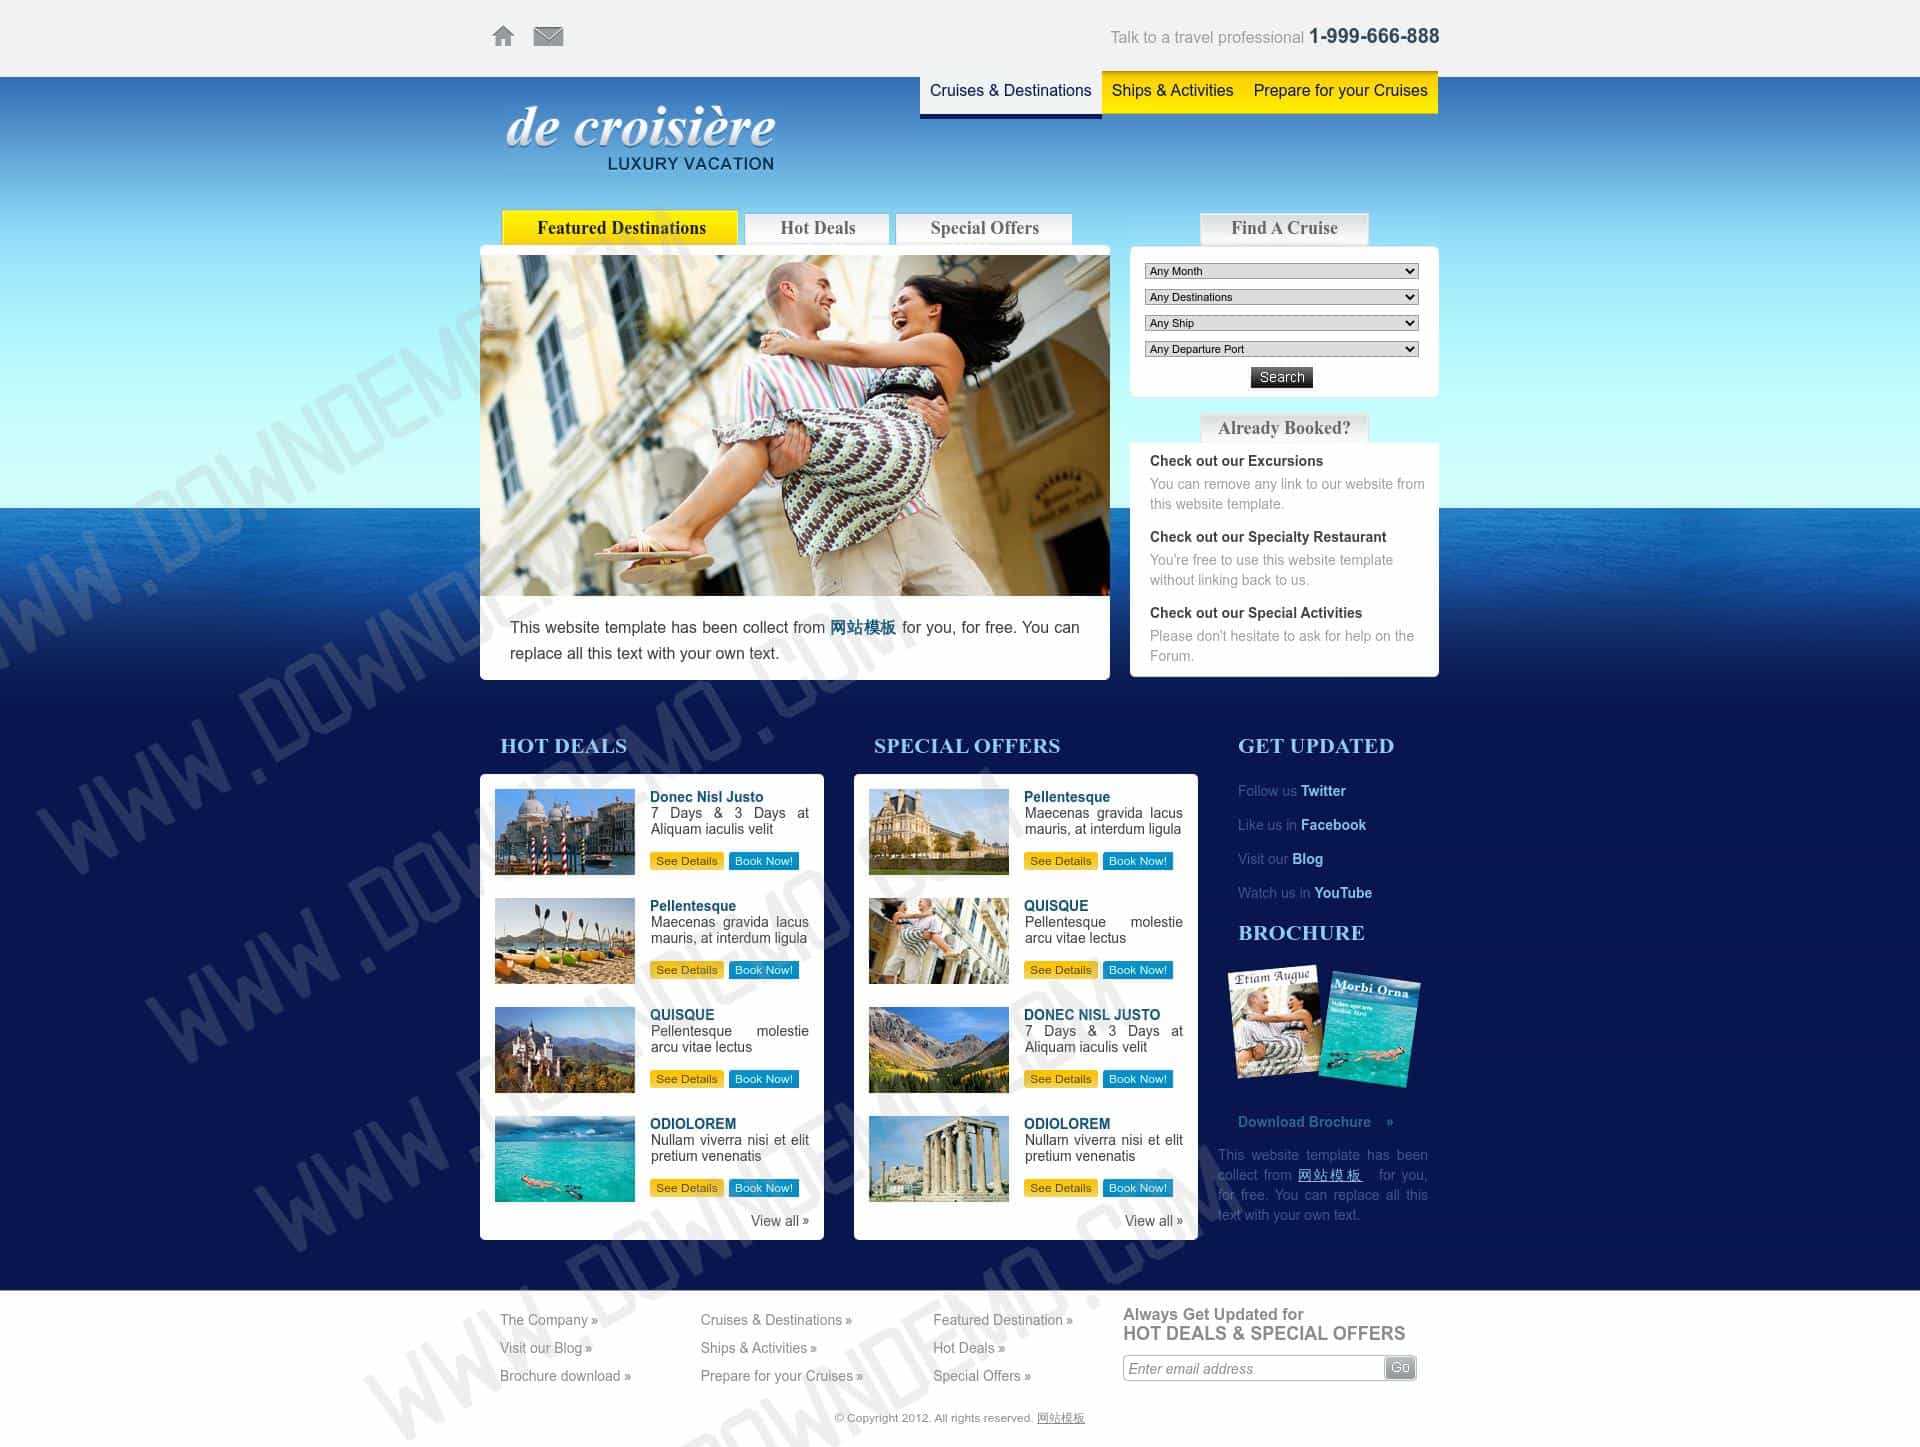 Talk to a travel professional 1-999-666-888
Cruises & Destinations
Ships & Activities
Prepare for your Cruises
de croisière
LUXURY VACATION
Featured Destinations
Hot Deals
Special Offers
This website template has been collect from 网站模板 for you, for free. You can
replace all this text with your own text.
Find A Cruise
Any Month
Any Destinations
Any Ship
Any Departure Port
Search
Already Booked?
Check out our Excursions
You can remove any link to our website from
this website template.
Check out our Specialty Restaurant
You're free to use this website template
without linking back to us.
Check out our Special Activities
Please don't hesitate to ask for help on the
Forum.
HOT DEALS
Donec Nisl Justo
7 Days & 3 Days at
Aliquam iaculis velit
See Details
Book Now!
Pellentesque
Maecenas gravida lacus
mauris, at interdum ligula
See Details
Book Now!
QUISQUE
Pellentesque molestie
arcu vitae lectus
See Details
Book Now!
ODIOLOREM
Nullam viverra nisi et elit
pretium venenatis
See Details
Book Now!
View all »
SPECIAL OFFERS
Pellentesque
Maecenas gravida lacus
mauris, at interdum ligula
See Details
Book Now!
QUISQUE
Pellentesque molestie
arcu vitae lectus
See Details
Book Now!
DONEC NISL JUSTO
7 Days & 3 Days at
Aliquam iaculis velit
See Details
Book Now!
ODIOLOREM
Nullam viverra nisi et elit
pretium venenatis
See Details
Book Now!
View all »
GET UPDATED
Follow us Twitter
Like us in Facebook
Visit our Blog
Watch us in YouTube
BROCHURE
Etiam Augue
Morbi Orna
Download Brochure »
This website template has been
collect from 网站模板 for you,
for free. You can replace all this
text with your own text.
The Company »
Visit our Blog »
Brochure download »
Cruises & Destinations »
Ships & Activities »
Prepare for your Cruises »
Featured Destination »
Hot Deals »
Special Offers »
Always Get Updated for
HOT DEALS & SPECIAL OFFERS
Enter email address
Go
© Copyright 2012. All rights reserved. 网站模板
WWW.DOWNDEMO.COM
WWW.DOWNDEMO.COM
WWW.DOWNDEMO.COM
WWW.DOWNDEMO.COM
WWW.DOWNDEMO.COM
DOWNDEMO.COM